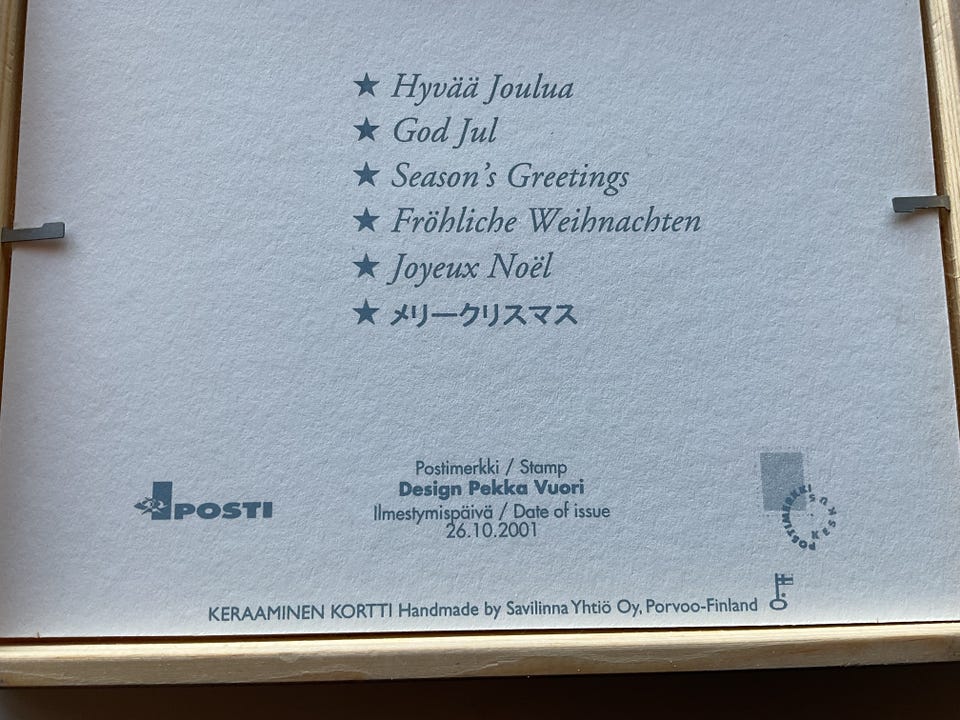 ★ Hyvää Joulua
★ God Jul
★ Season's Greetings
★ Fröhliche Weihnachten
★ Joyeux Noël
★ メリークリスマス
POSTI
Postimerkki / Stamp
Design Pekka Vuori
Ilmestymispäivä / Date of issue
26.10.2001
POSTIMERKKIKESKUS
KERAAMINEN KORTTI Handmade by Savilinna Yhtiö Oy, Porvoo-Finland